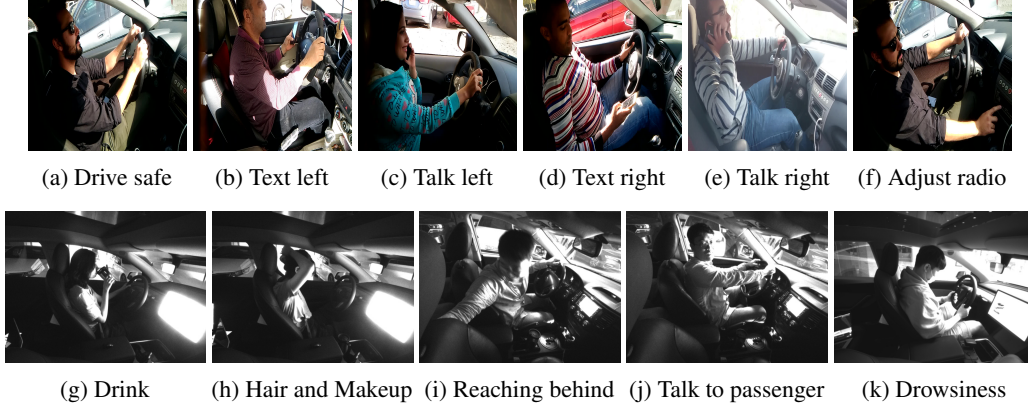 (a) Drive safe
(b) Text left
(c) Talk left
(d) Text right
(e) Talk right
(f) Adjust radio
(g) Drink
(h) Hair and Makeup
(i) Reaching behind
(j) Talk to passenger
(k) Drowsiness